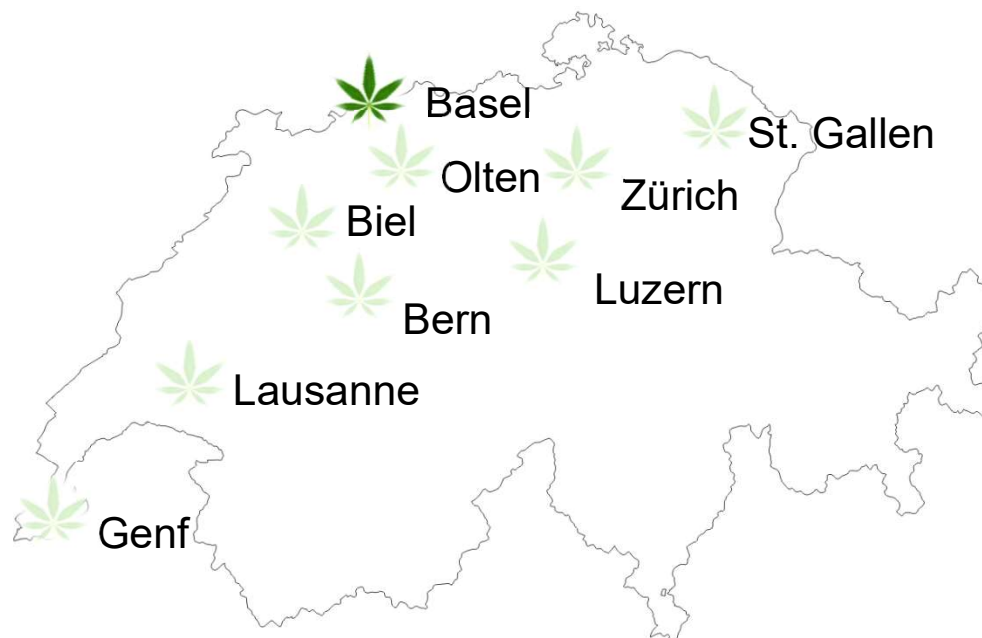 Basel
St. Gallen
Olten
Zürich
Biel
Luzern
Bern
Lausanne
Genf